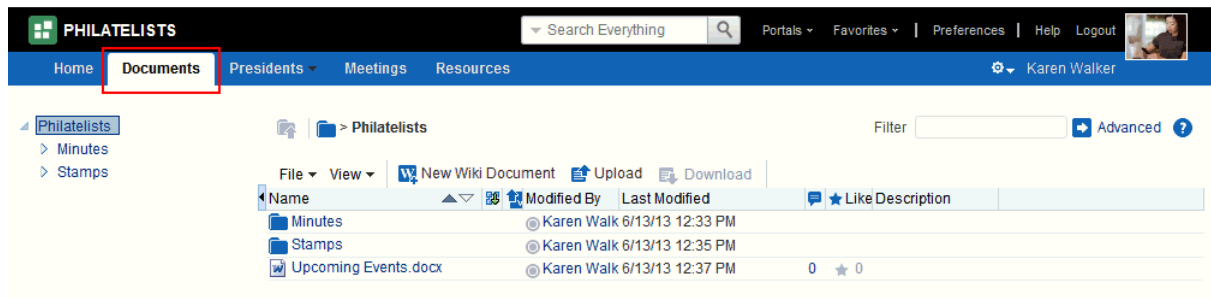 PHILATELISTS Search Everything Portals Favorites | Preferences | Help Logout
Home Documents Presidents Meetings Resources Karen Walker
Philatelists > Philatelists Filter Advanced ?
Minutes
Stamps File View New Wiki Document Upload Download
Name Modified By Last Modified Like Description
Minutes Karen Walk 6/13/13 12:33 PM
Stamps Karen Walk 6/13/13 12:35 PM
Upcoming Events.docx Karen Walk 6/13/13 12:37 PM 0 0